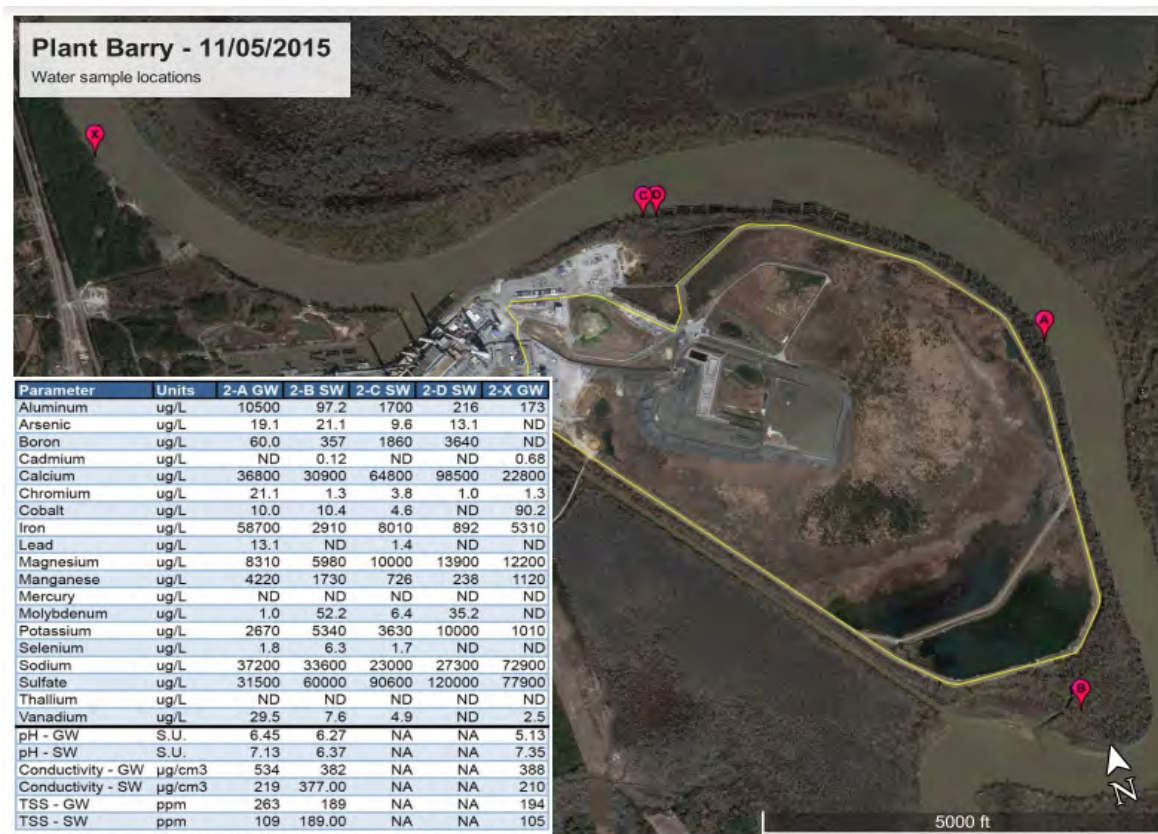 Plant Barry - 11/05/2015
Water sample locations
X
C D
A
Parameter Units 2-A GW 2-B SW 2-C SW 2-D SW 2-X GW
Aluminum ug/L 10500 97.2 1700 216 173
Arsenic ug/L 19.1 21.1 9.6 13.1 ND
Boron ug/L 60.0 357 1860 3640 ND
Cadmium ug/L ND 0.12 ND ND 0.68
Calcium ug/L 36800 30900 64800 98500 22800
Chromium ug/L 21.1 1.3 3.8 1.0 1.3
Cobalt ug/L 10.0 10.4 4.6 ND 90.2
Iron ug/L 58700 2910 8010 892 5310
Lead ug/L 13.1 ND 1.4 ND ND
Magnesium ug/L 8310 5980 10000 13900 12200
Manganese ug/L 4220 1730 726 238 1120
Mercury ug/L ND ND ND ND ND
Molybdenum ug/L 1.0 52.2 6.4 35.2 ND
Potassium ug/L 2670 5340 3630 10000 1010
Selenium ug/L 1.8 6.3 1.7 ND ND
Sodium ug/L 37200 33600 23000 27300 72900
Sulfate ug/L 31500 60000 90600 120000 77900
Thallium ug/L ND ND ND ND ND
Vanadium ug/L 29.5 7.6 4.9 ND 2.5
pH - GW S.U. 6.45 6.27 NA NA 5.13
pH - SW S.U. 7.13 6.37 NA NA 7.35
Conductivity - GW µg/cm3 534 382 NA NA 388
Conductivity - SW µg/cm3 219 377.00 NA NA 210
TSS - GW ppm 263 189 NA NA 194
TSS - SW ppm 109 189.00 NA NA 105
B
N
5000 ft